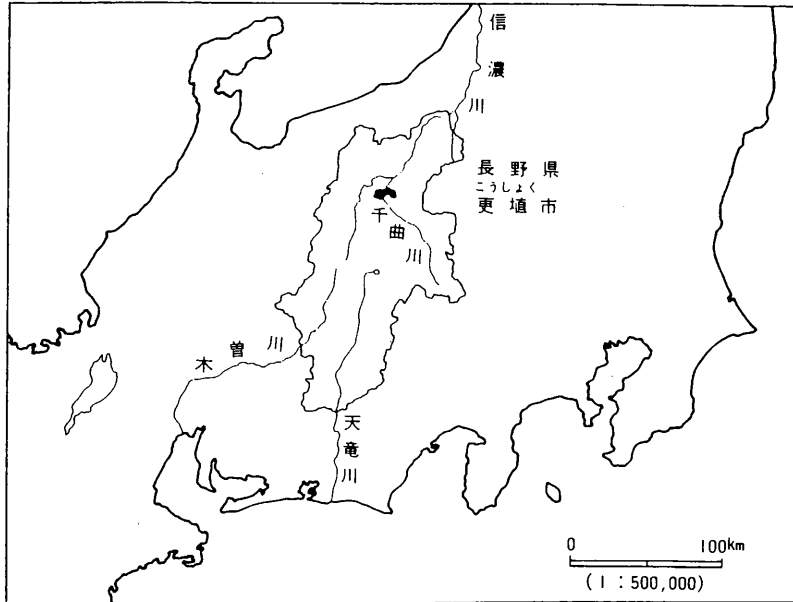 信濃川
長野県
こうしょく
更埴市
千曲川
木曽川
天竜川
0 100km
(1:500,000)